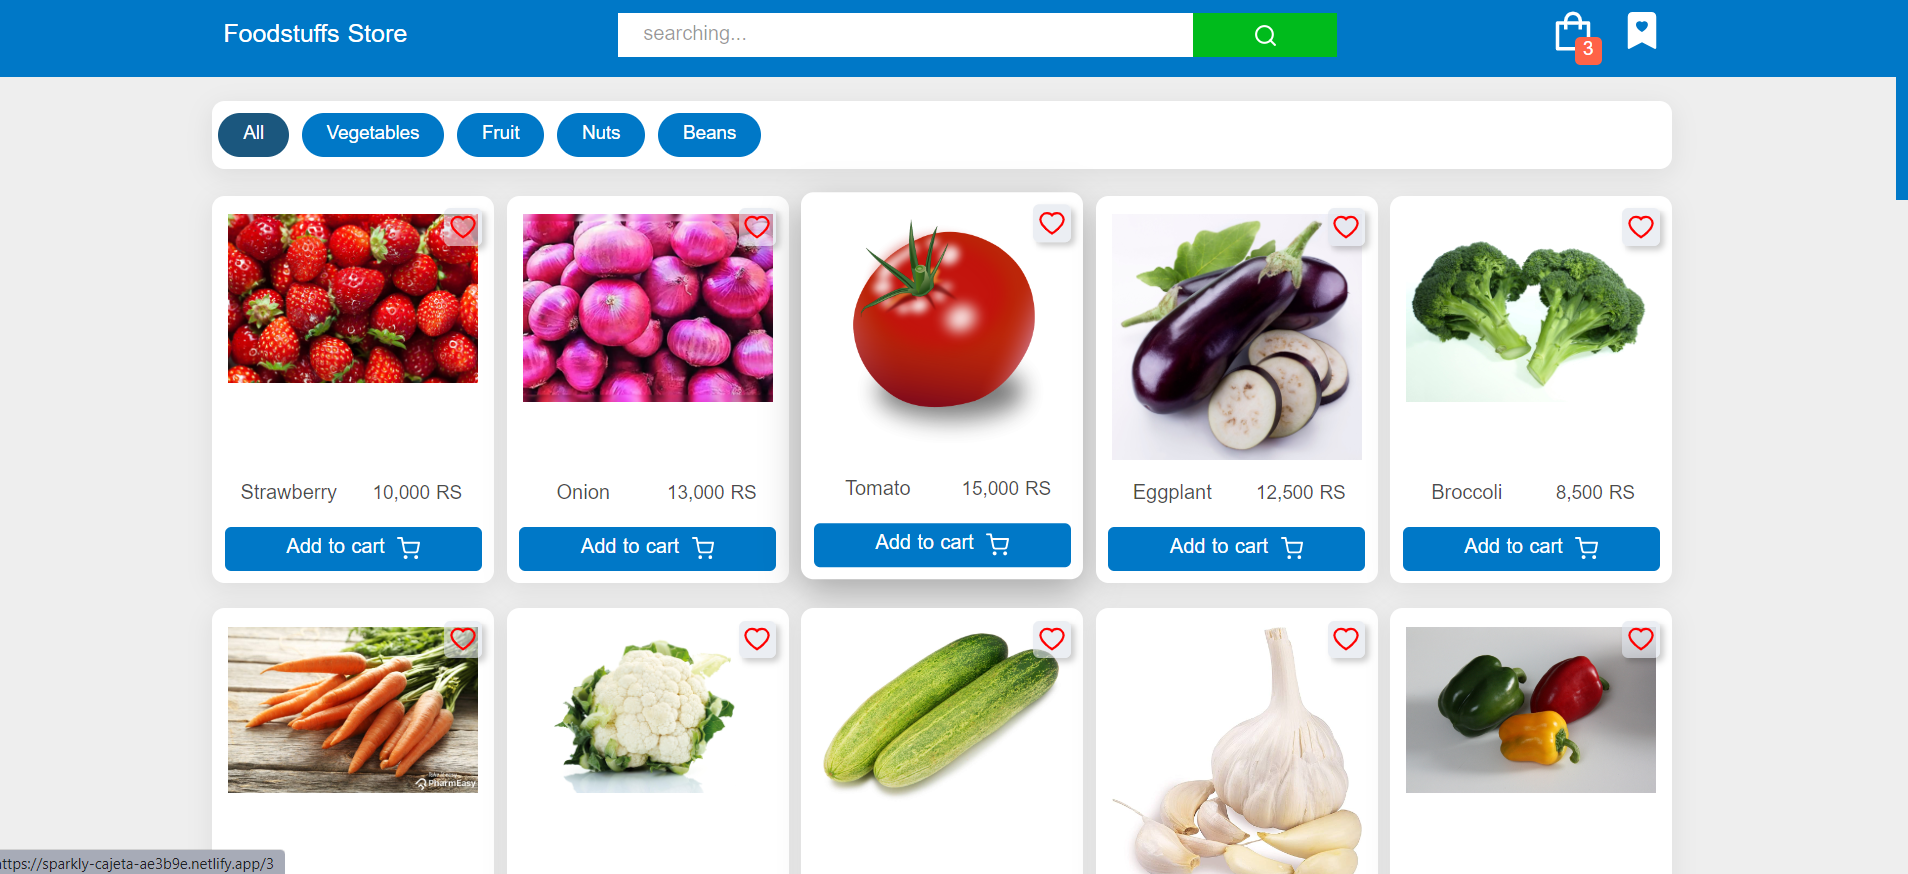 Foodstuffs Store
searching...
3
All
Vegetables
Fruit
Nuts
Beans
Strawberry 10,000 RS
Onion 13,000 RS
Tomato 15,000 RS
Eggplant 12,500 RS
Broccoli 8,500 RS
Add to cart
Add to cart
Add to cart
Add to cart
Add to cart
PharmEasy
ttps://sparkly-cajeta-ae3b9e.netlify.app/3